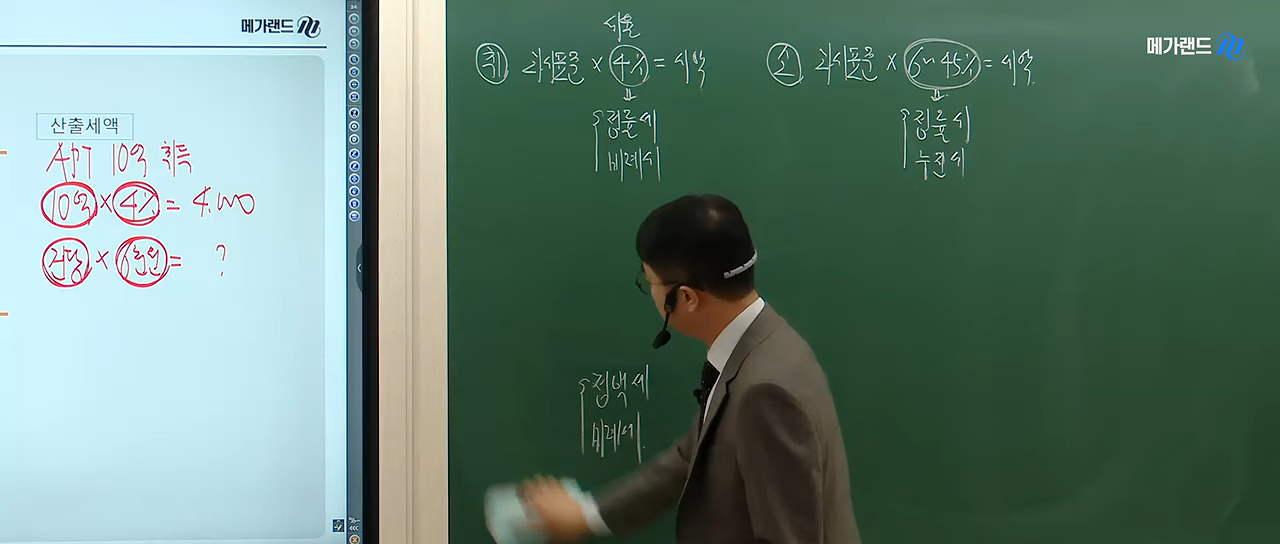 메가랜드
산출세액
APT 10억 취득
10억 × 4% = 4,000
건당 × 6천원 = ?
세율
취 과세표준 × 4% = 세액
정률세
비례세
소 과세표준 × 6~45% = 세액
정률세
누진세
정액세
비례세
메가랜드